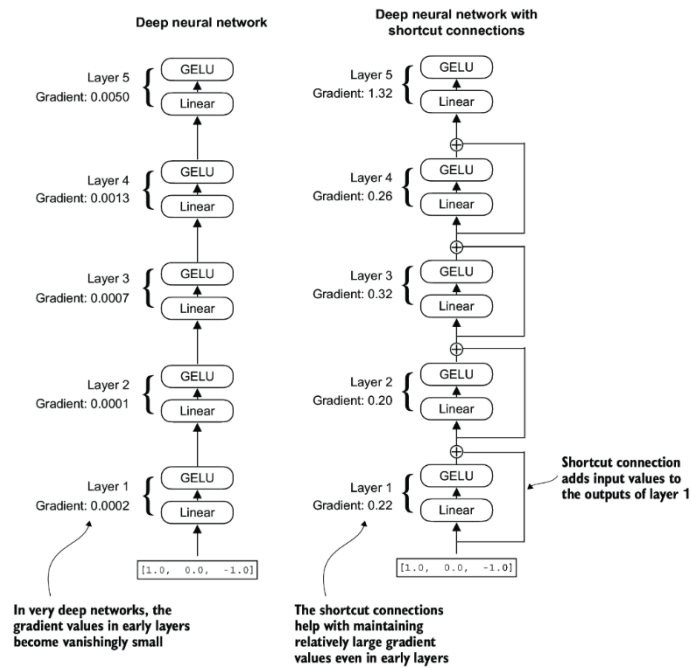 Deep neural network
Layer 5
Gradient: 0.0050
GELU
Linear
Layer 4
Gradient: 0.0013
GELU
Linear
Layer 3
Gradient: 0.0007
GELU
Linear
Layer 2
Gradient: 0.0001
GELU
Linear
Layer 1
Gradient: 0.0002
GELU
Linear
[1.0, 0.0, -1.0]
In very deep networks, the
gradient values in early layers
become vanishingly small
Deep neural network with
shortcut connections
Layer 5
Gradient: 1.32
GELU
Linear
Layer 4
Gradient: 0.26
GELU
Linear
Layer 3
Gradient: 0.32
GELU
Linear
Layer 2
Gradient: 0.20
GELU
Linear
Layer 1
Gradient: 0.22
GELU
Linear
[1.0, 0.0, -1.0]
Shortcut connection
adds input values to
the outputs of layer 1
The shortcut connections
help with maintaining
relatively large gradient
values even in early layers